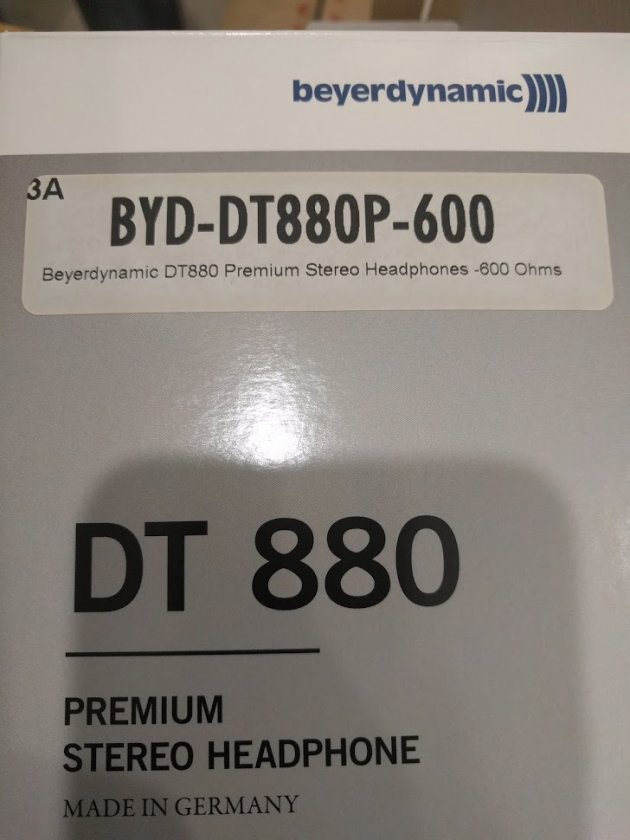 beyerdynamic
3A
BYD-DT880P-600
Beyerdynamic DT880 Premium Stereo Headphones -600 Ohms
DT 880
PREMIUM
STEREO HEADPHONE
MADE IN GERMANY